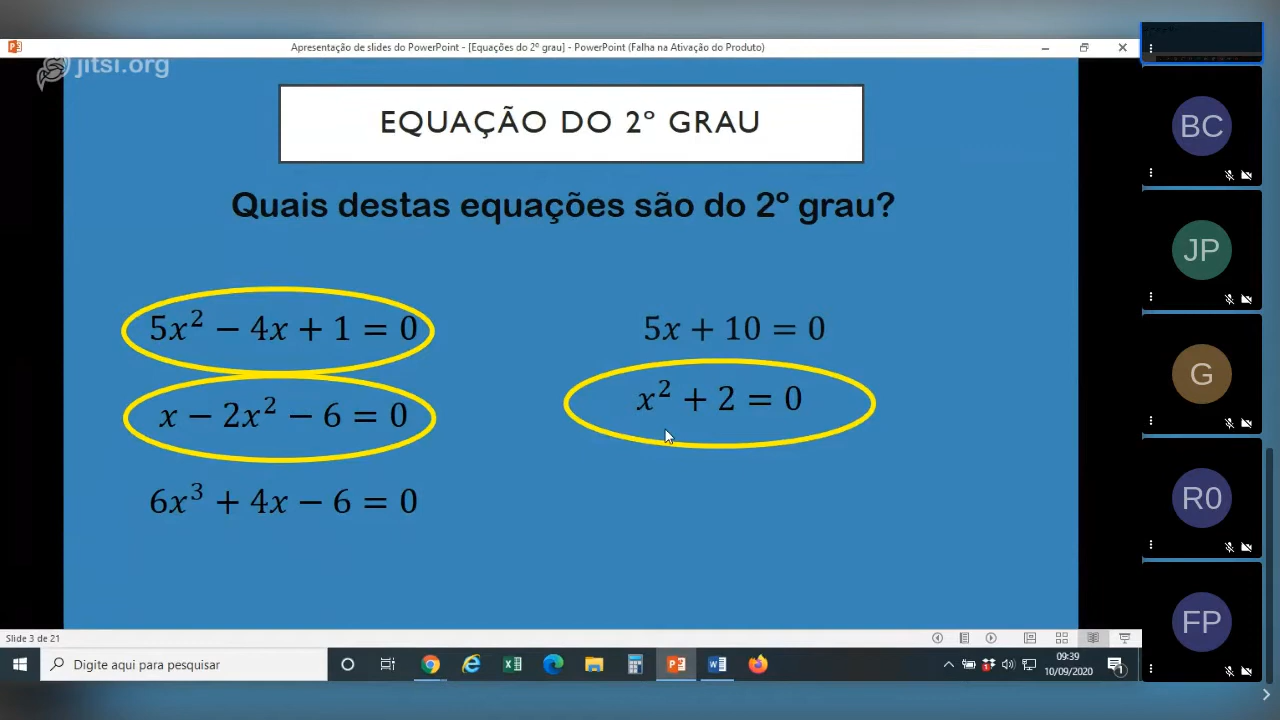 Apresentação de slides do PowerPoint - [Equações do 2º grau] - PowerPoint (Falha na Ativação do Produto)
jitsi.org
EQUAÇÃO DO 2º GRAU
Quais destas equações são do 2º grau?
5x² − 4x + 1 = 0
x − 2x² − 6 = 0
6x³ + 4x − 6 = 0
5x + 10 = 0
x² + 2 = 0
BC
JP
G
R0
FP
Slide 3 de 21
Digite aqui para pesquisar
09:39
10/09/2020
1